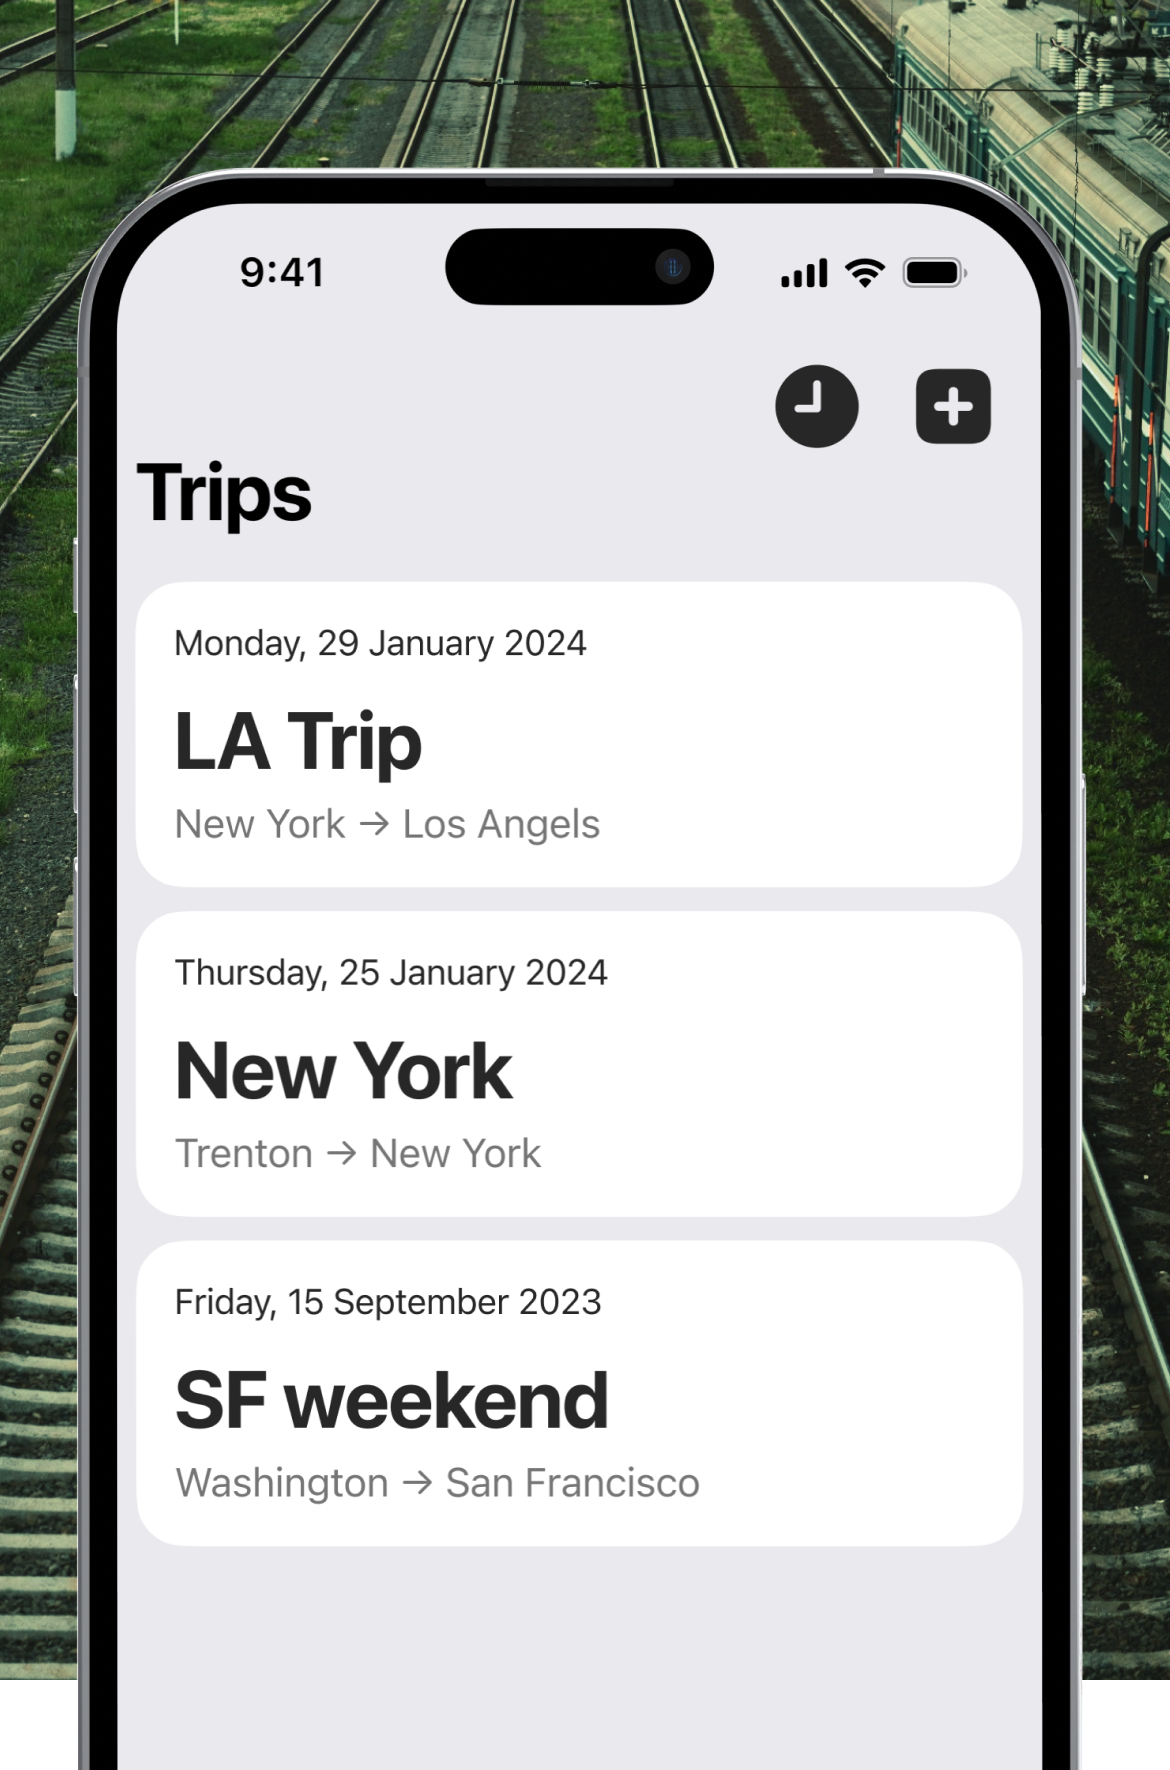 9:41
Trips
Monday, 29 January 2024
LA Trip
New York → Los Angels
Thursday, 25 January 2024
New York
Trenton → New York
Friday, 15 September 2023
SF weekend
Washington → San Francisco